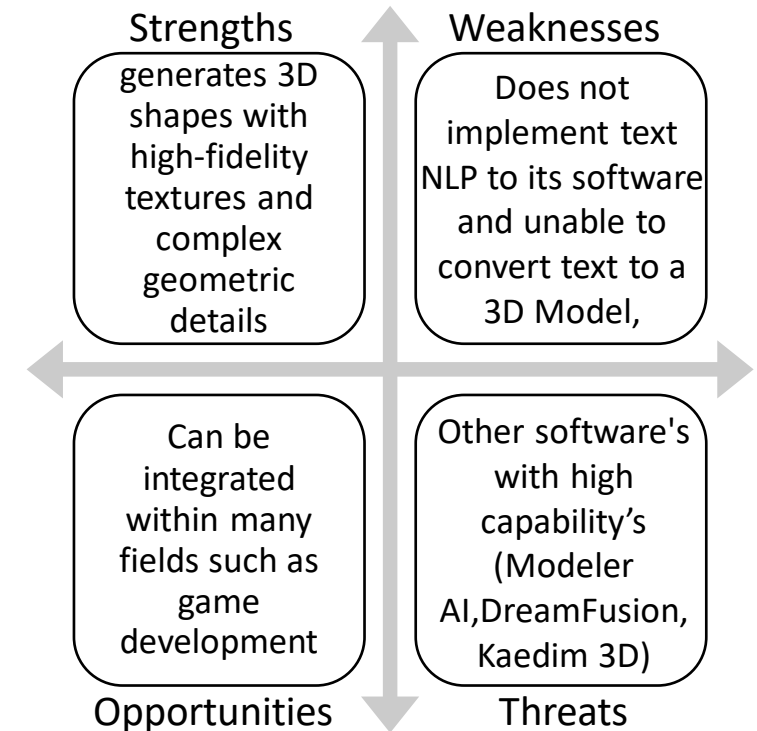 Strengths
generates 3D
shapes with
high-fidelity
textures and
complex
geometric
details
Weaknesses
Does not
implement text
NLP to its software
and unable to
convert text to a
3D Model,
Can be
integrated
within many
fields such as
game
development
Opportunities
Other software's
with high
capability’s
(Modeler
AI,DreamFusion,
Kaedim 3D)
Threats